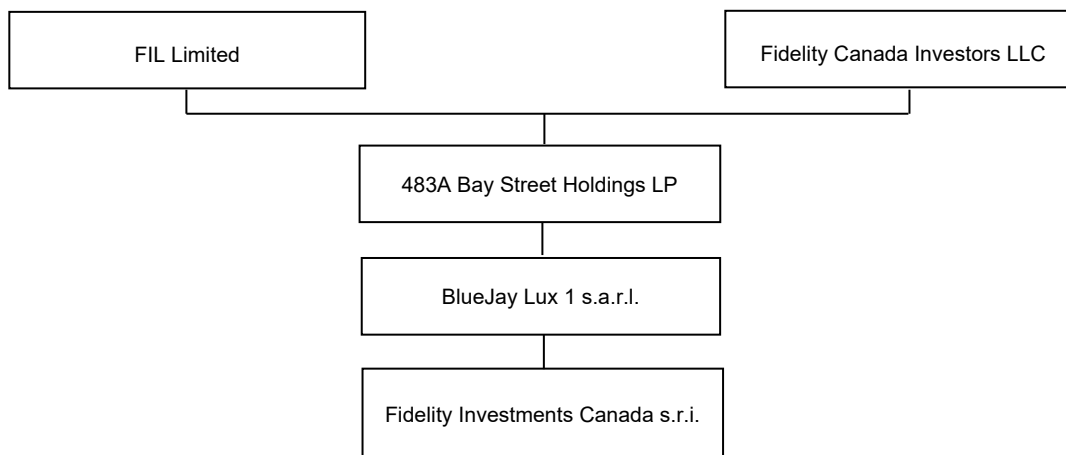 FIL Limited
Fidelity Canada Investors LLC
483A Bay Street Holdings LP
BlueJay Lux 1 s.a.r.l.
Fidelity Investments Canada s.r.i.